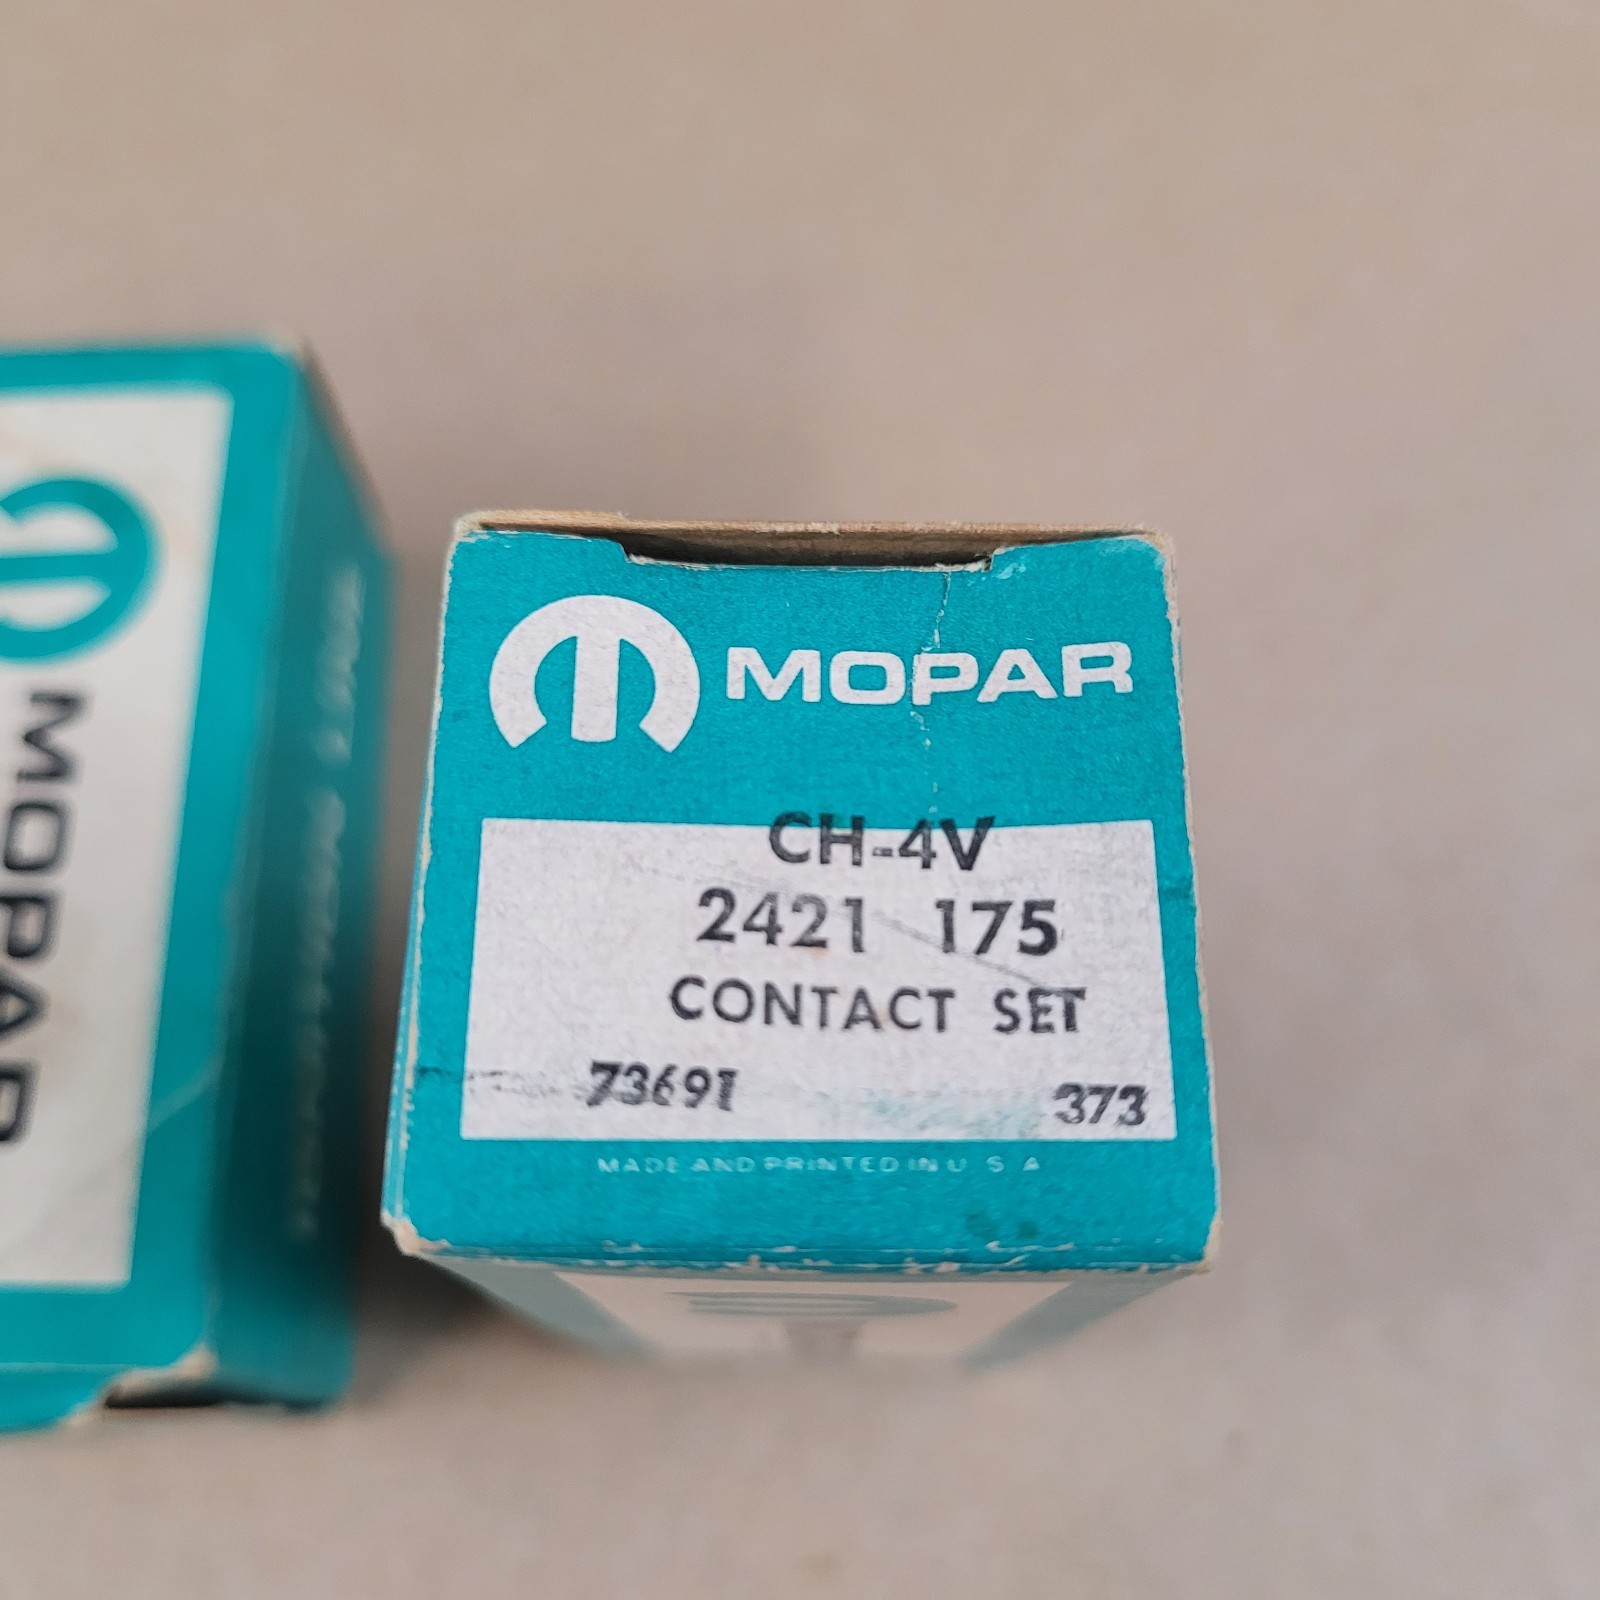 MOPAR
MOPAR
CH-4V
2421 175
CONTACT SET
73691 373
MADE AND PRINTED IN U S A